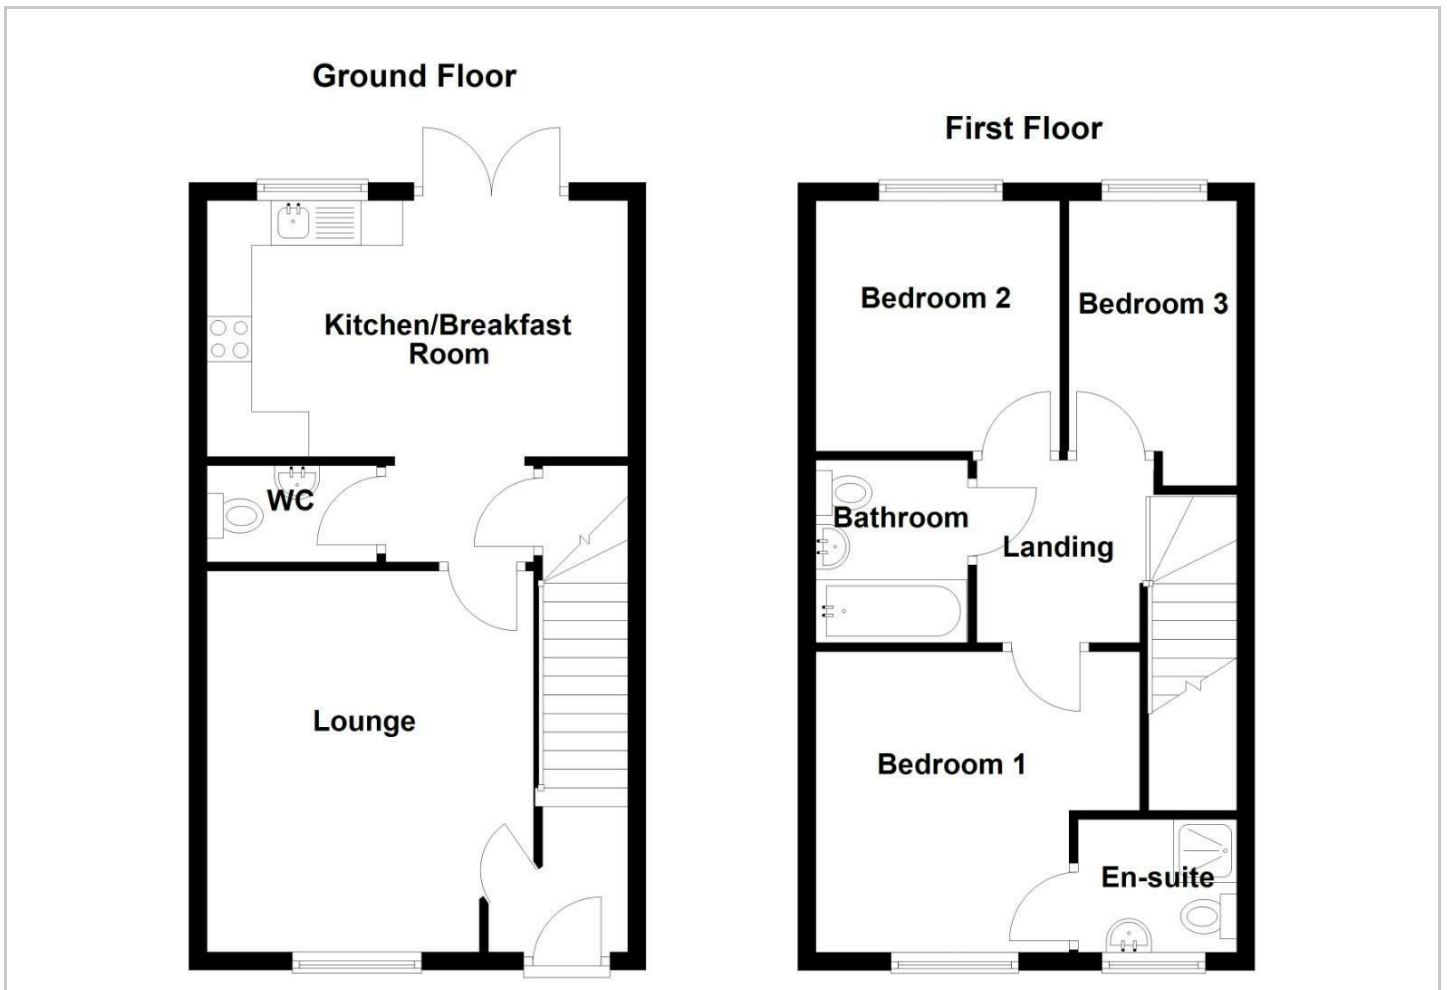 Ground Floor
Kitchen/Breakfast
Room
WC
Lounge
First Floor
Bedroom 2
Bedroom 3
Bathroom
Landing
Bedroom 1
En-suite